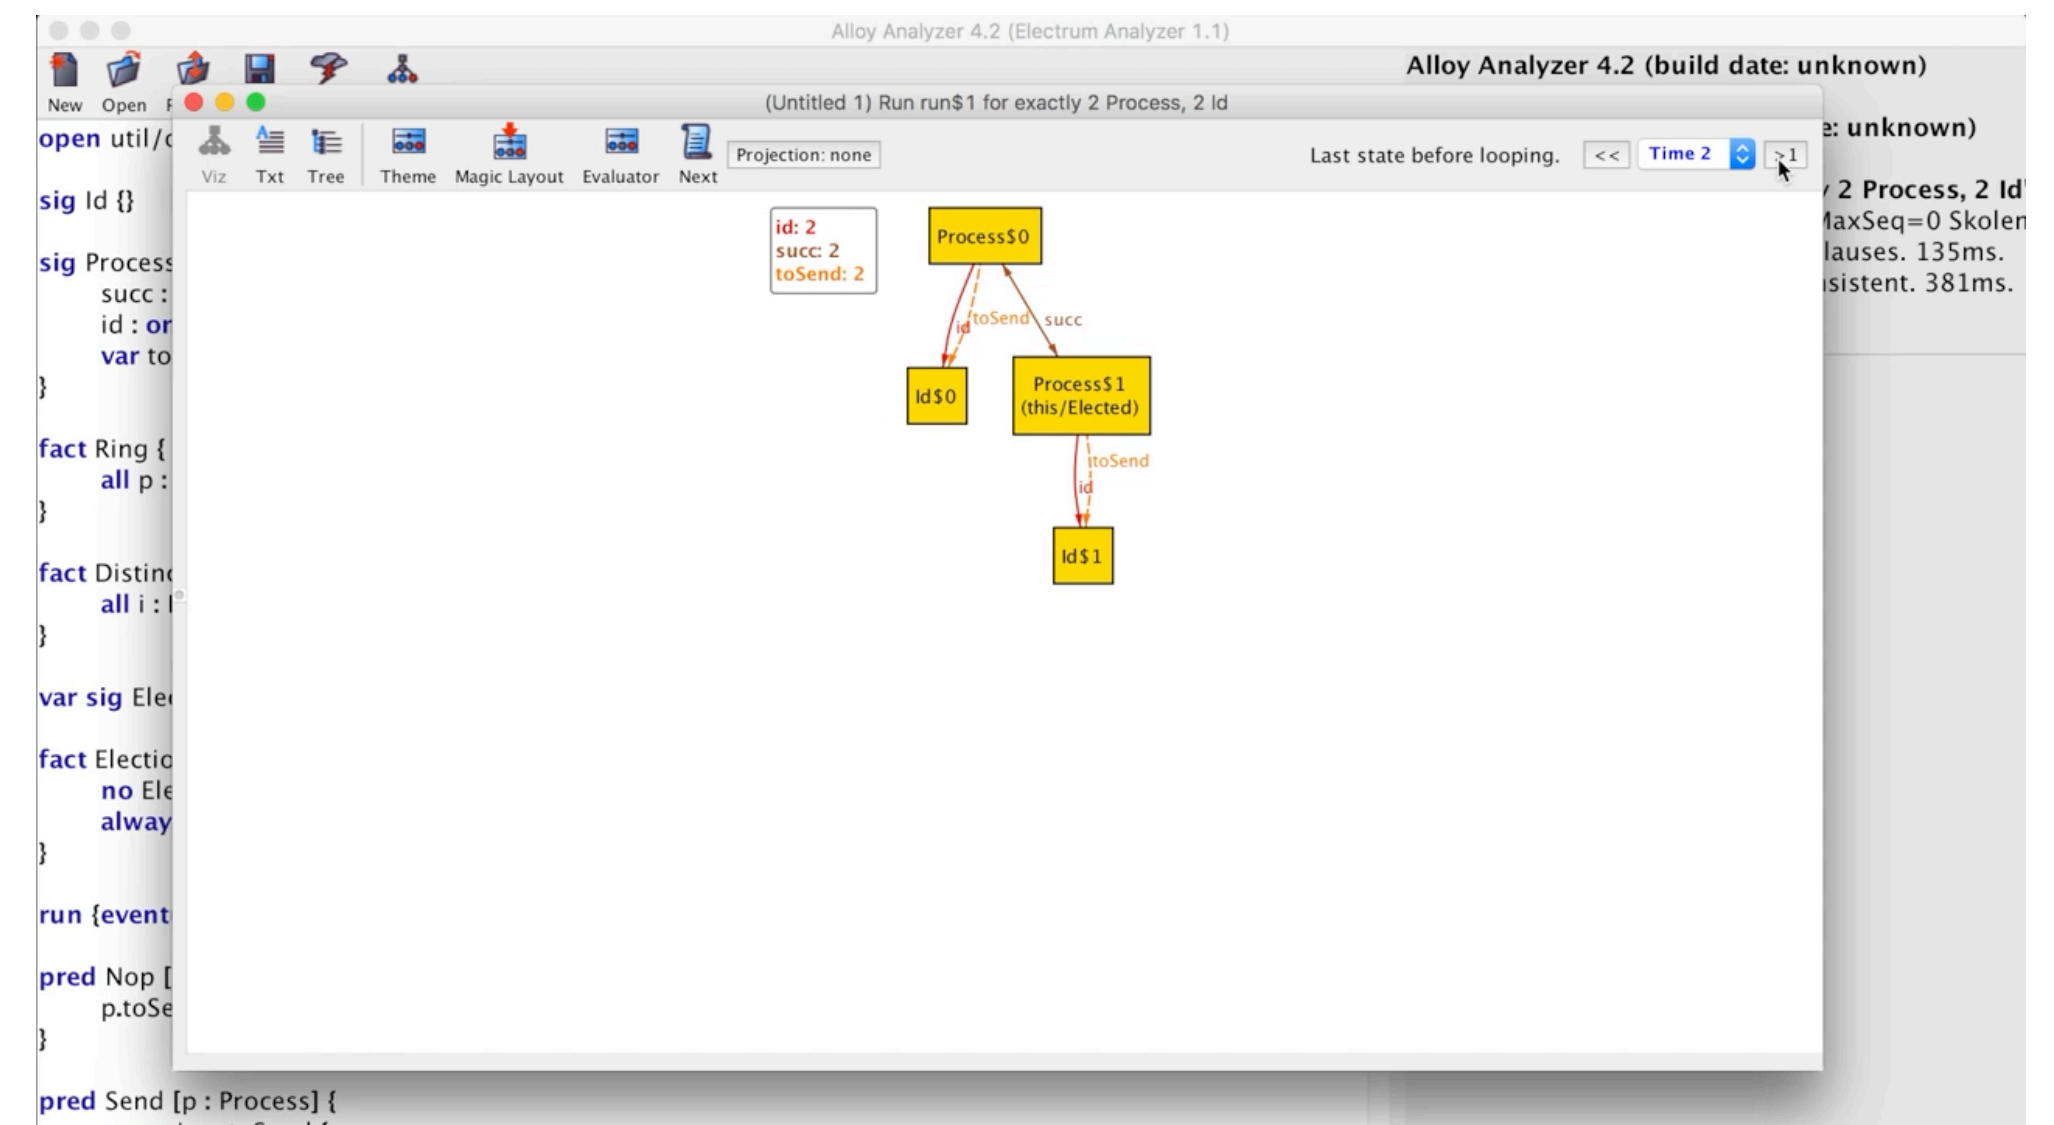 Alloy Analyzer 4.2 (Electrum Analyzer 1.1)
New Open
Alloy Analyzer 4.2 (build date: unknown)
(Untitled 1) Run run$1 for exactly 2 Process, 2 Id
Viz Txt Tree Theme Magic Layout Evaluator Next
Projection: none
Last state before looping. << Time 2 >1
e: unknown)
2 Process, 2 Id
MaxSeq=0 Skolen
lauses. 135ms.
sistent. 381ms.
id: 2
succ: 2
toSend: 2
Process$0
id toSend succ
Id$0
Process$1
(this/Elected)
toSend
id
Id$1
open util/
sig Id {}
sig Process
succ :
id : or
var to
}
fact Ring {
all p :
}
fact Distinc
all i :
}
var sig Ele
fact Electio
no Ele
alway
}
run {event
pred Nop [
p.toSe
}
pred Send [p : Process] {